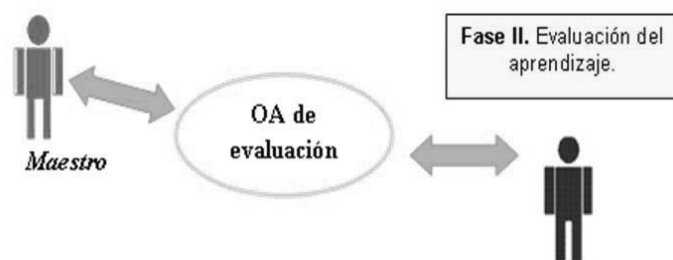 Fase II. Evaluación del
aprendizaje.
OA de
evaluación
Maestro